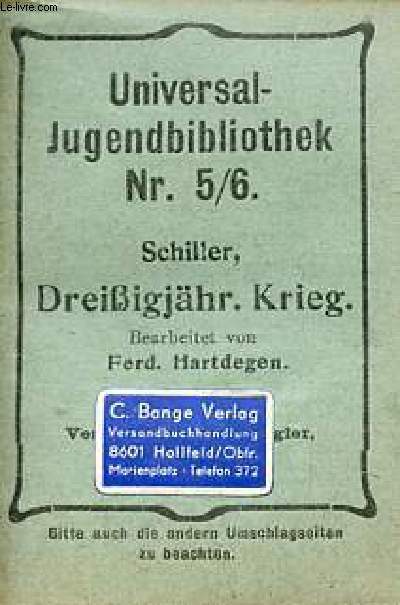 Le-livre.com
Universal-
Jugendbibliothek
Nr. 5/6.
Schiller,
Dreißigjähr. Krieg.
Bearbeitet von
Ferd. Hartdegen.
C. Bange Verlag
Versandbuchhandlung
8601 Hollfeld/Obfr.
Marienplatz · Telefon 372
Bitte auch die andern Umschlagseiten
zu beachten.